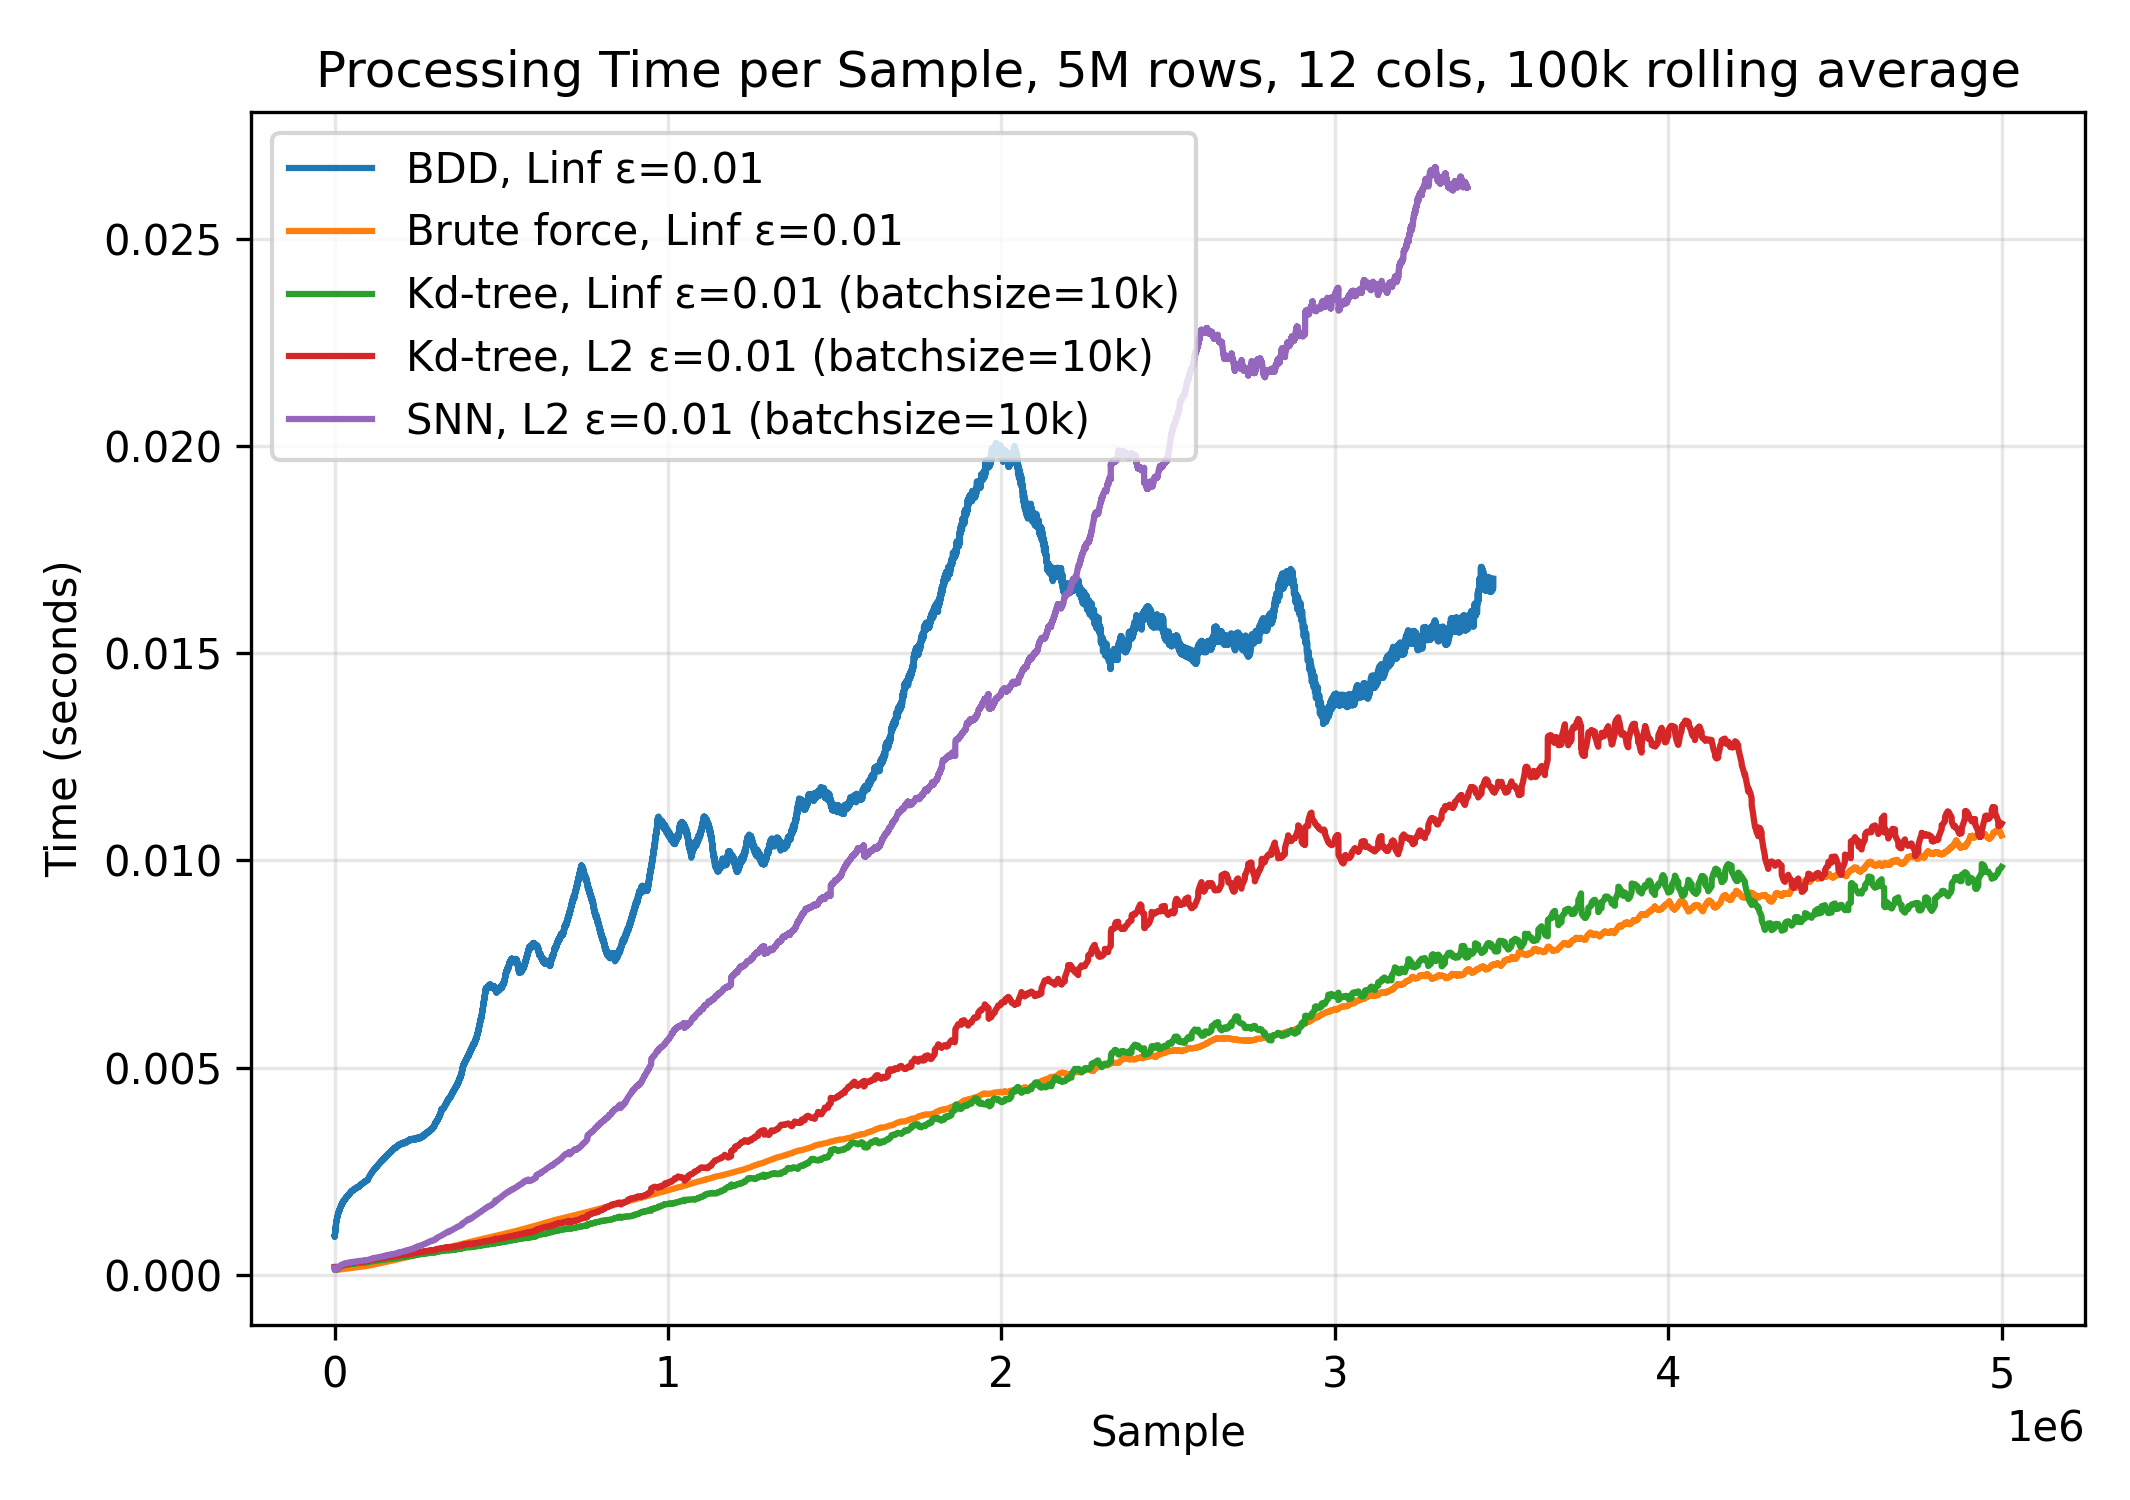 Processing Time per Sample, 5M rows, 12 cols, 100k rolling average
BDD, Linf ε=0.01
Brute force, Linf ε=0.01
Kd-tree, Linf ε=0.01 (batchsize=10k)
Kd-tree, L2 ε=0.01 (batchsize=10k)
SNN, L2 ε=0.01 (batchsize=10k)
Time (seconds)
0.025
0.020
0.015
0.010
0.005
0.000
0 1 2 3 4 5
1e6
Sample